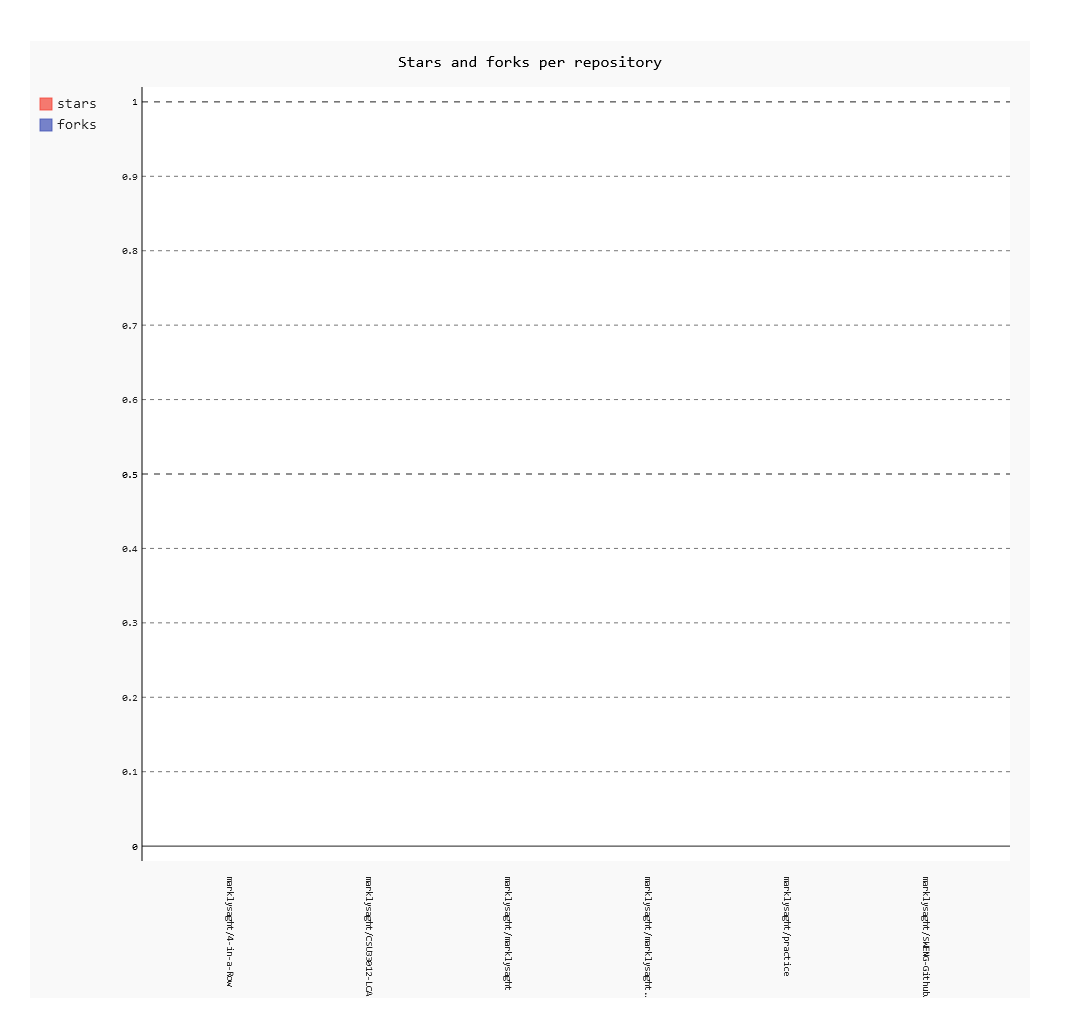 Stars and forks per repository
stars
forks
1
0.9
0.8
0.7
0.6
0.5
0.4
0.3
0.2
0.1
0
marklysaght/4-in-a-Row
marklysaght/CSU33012-LCA
marklysaght/marklysaght
marklysaght/marklysaght.
marklysaght/practice
marklysaght/SWENG-Github